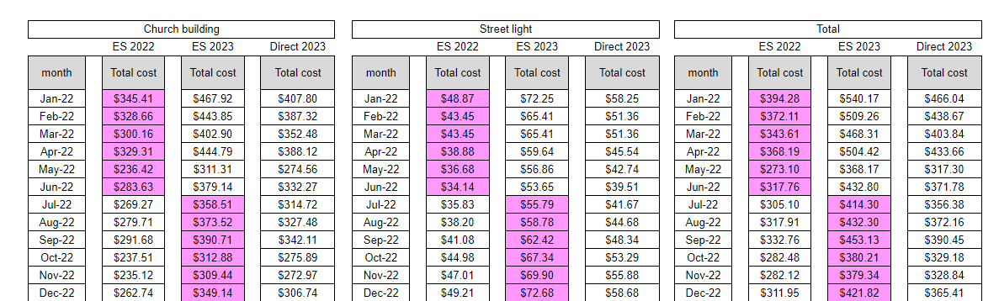 Church building Street light Total
ES 2022 ES 2023 Direct 2023 ES 2022 ES 2023 Direct 2023 ES 2022 ES 2023 Direct 2023
month Total cost Total cost Total cost month Total cost Total cost Total cost month Total cost Total cost Total cost
Jan-22 $345.41 $467.92 $407.80 Jan-22 $48.87 $72.25 $58.25 Jan-22 $394.28 $540.17 $466.04
Feb-22 $328.66 $443.85 $387.32 Feb-22 $43.45 $65.41 $51.36 Feb-22 $372.11 $509.26 $438.67
Mar-22 $300.16 $402.90 $352.48 Mar-22 $43.45 $65.41 $51.36 Mar-22 $343.61 $468.31 $403.84
Apr-22 $329.31 $444.79 $388.12 Apr-22 $38.88 $59.64 $45.54 Apr-22 $368.19 $504.42 $433.66
May-22 $236.42 $311.31 $274.56 May-22 $36.68 $56.86 $42.74 May-22 $273.10 $368.17 $317.30
Jun-22 $283.63 $379.14 $332.27 Jun-22 $34.14 $53.65 $39.51 Jun-22 $317.76 $432.80 $371.78
Jul-22 $269.27 $358.51 $314.72 Jul-22 $35.83 $55.79 $41.67 Jul-22 $305.10 $414.30 $356.38
Aug-22 $279.71 $373.52 $327.48 Aug-22 $38.20 $58.78 $44.68 Aug-22 $317.91 $432.30 $372.16
Sep-22 $291.68 $390.71 $342.11 Sep-22 $41.08 $62.42 $48.34 Sep-22 $332.76 $453.13 $390.45
Oct-22 $237.51 $312.88 $275.89 Oct-22 $44.98 $67.34 $53.29 Oct-22 $282.48 $380.21 $329.18
Nov-22 $235.12 $309.44 $272.97 Nov-22 $47.01 $69.90 $55.88 Nov-22 $282.12 $379.34 $328.84
Dec-22 $262.74 $349.14 $306.74 Dec-22 $49.21 $72.68 $58.68 Dec-22 $311.95 $421.82 $365.41